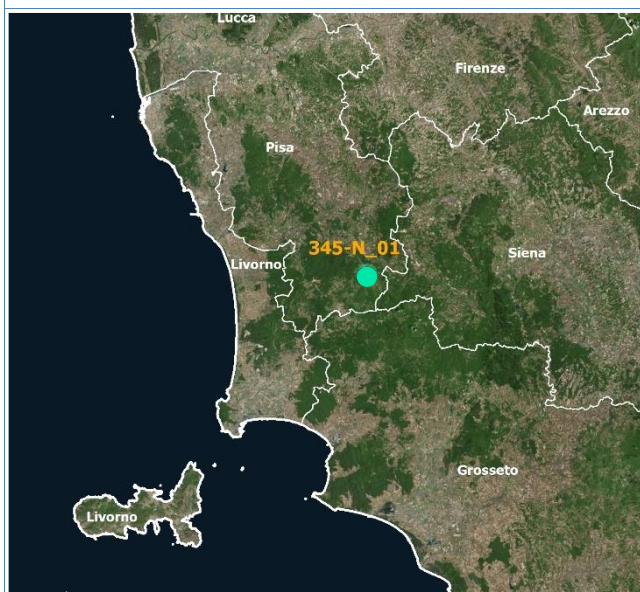 Lucca
Firenze
Arezzo
Pisa
345-N_01
Siena
Livorno
Grosseto
Livorno